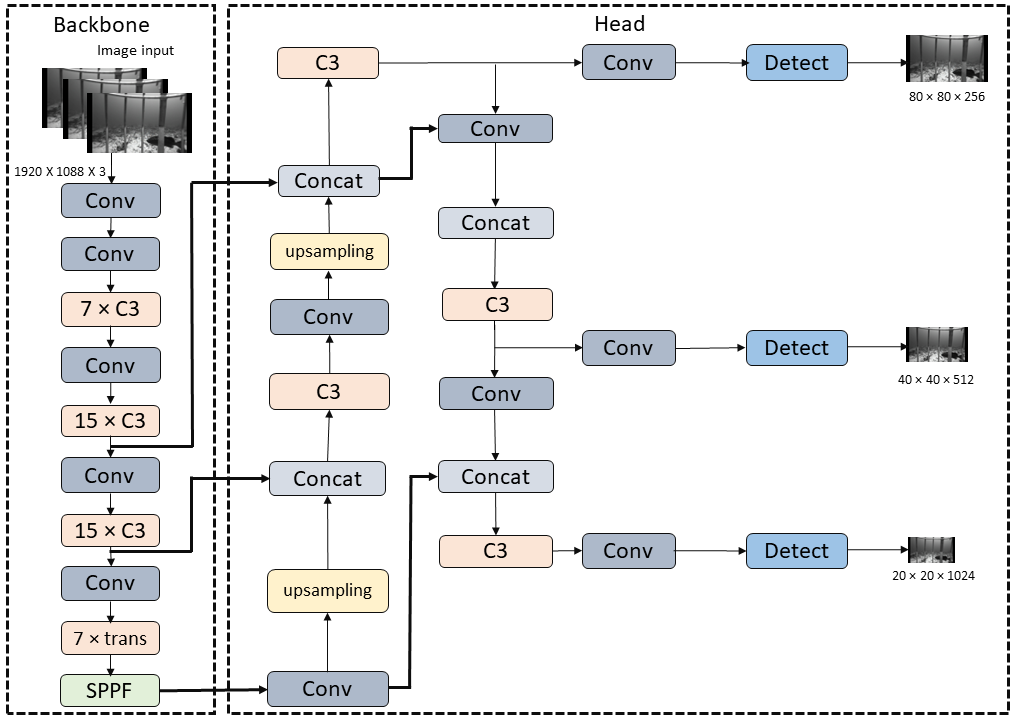 Backbone
Image input
1920 X 1088 X 3
Conv
Conv
7 × C3
Conv
15 × C3
Conv
15 × C3
Conv
7 × trans
SPPF
Head
C3
Conv
Detect
80 × 80 × 256
Conv
Concat
Concat
upsampling
C3
Conv
Conv
Detect
40 × 40 × 512
C3
Conv
Concat
Concat
C3
Conv
Detect
20 × 20 × 1024
upsampling
Conv